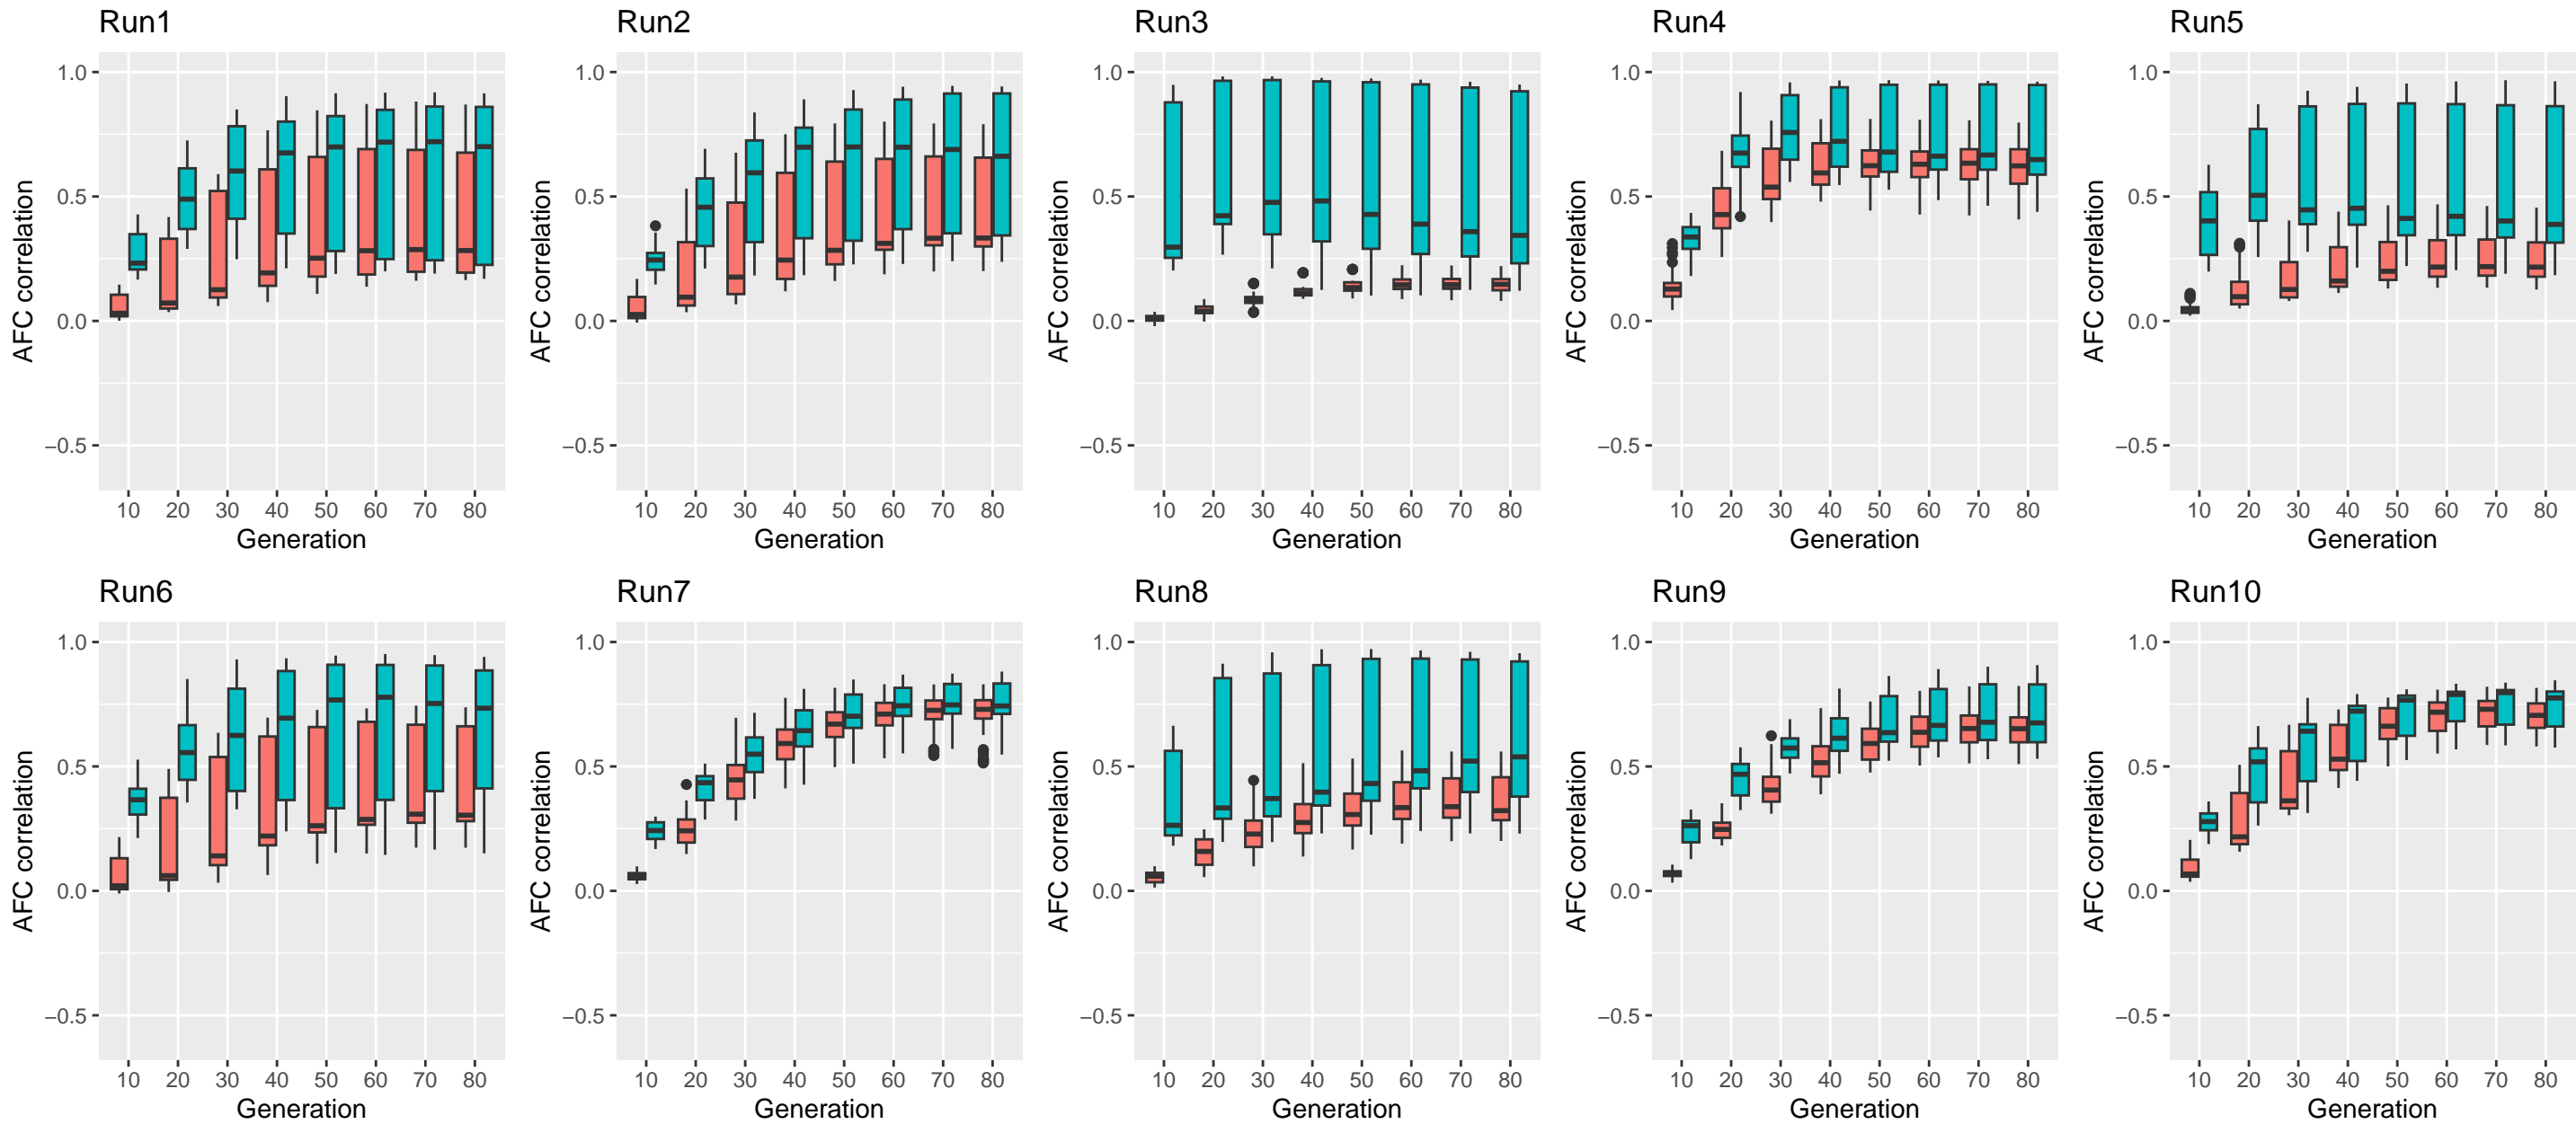 Run1 Run2 Run3 Run4 Run5
1.0 1.0 1.0 1.0 1.0
0.5 0.5 0.5 0.5 0.5
0.0 0.0 0.0 0.0 0.0
−0.5 −0.5 −0.5 −0.5 −0.5
AFC correlation AFC correlation AFC correlation AFC correlation AFC correlation
10 20 30 40 50 60 70 80 10 20 30 40 50 60 70 80 10 20 30 40 50 60 70 80 10 20 30 40 50 60 70 80 10 20 30 40 50 60 70 80
Generation Generation Generation Generation Generation
Run6 Run7 Run8 Run9 Run10
1.0 1.0 1.0 1.0 1.0
0.5 0.5 0.5 0.5 0.5
0.0 0.0 0.0 0.0 0.0
−0.5 −0.5 −0.5 −0.5 −0.5
AFC correlation AFC correlation AFC correlation AFC correlation AFC correlation
10 20 30 40 50 60 70 80 10 20 30 40 50 60 70 80 10 20 30 40 50 60 70 80 10 20 30 40 50 60 70 80 10 20 30 40 50 60 70 80
Generation Generation Generation Generation Generation